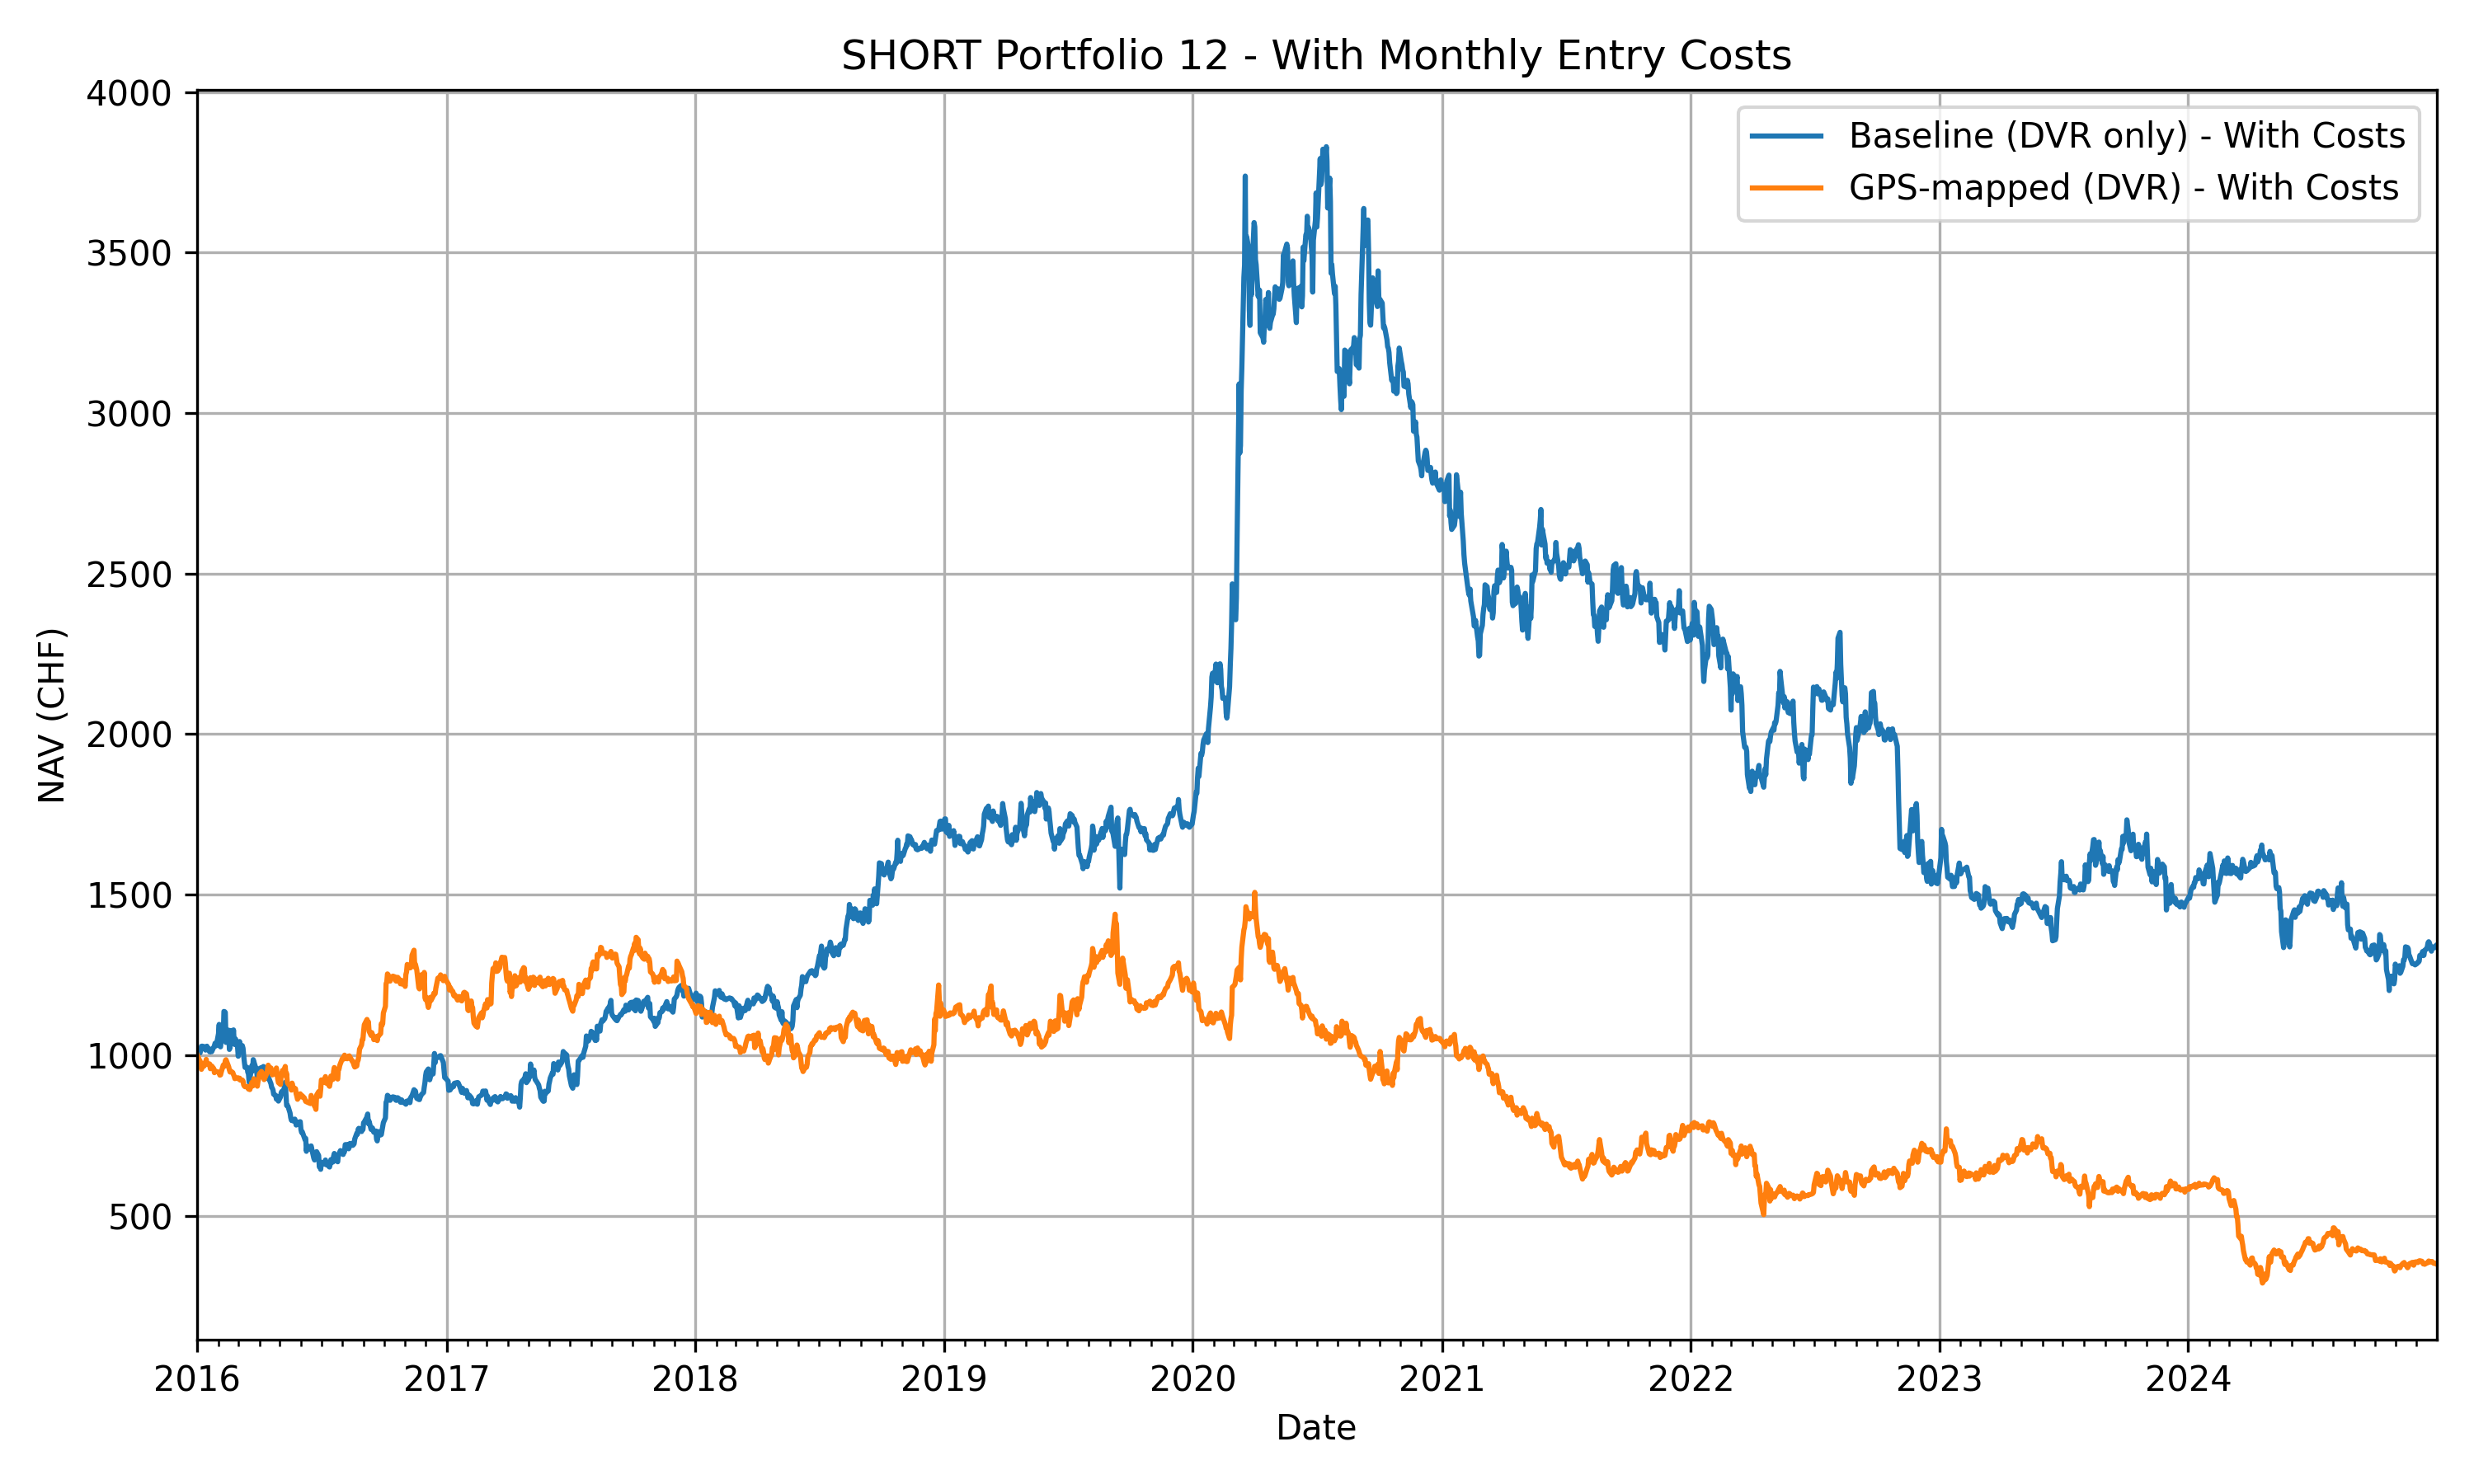 SHORT Portfolio 12 - With Monthly Entry Costs
Baseline (DVR only) - With Costs
GPS-mapped (DVR) - With Costs
NAV (CHF)
4000
3500
3000
2500
2000
1500
1000
500
2016 2017 2018 2019 2020 2021 2022 2023 2024
Date